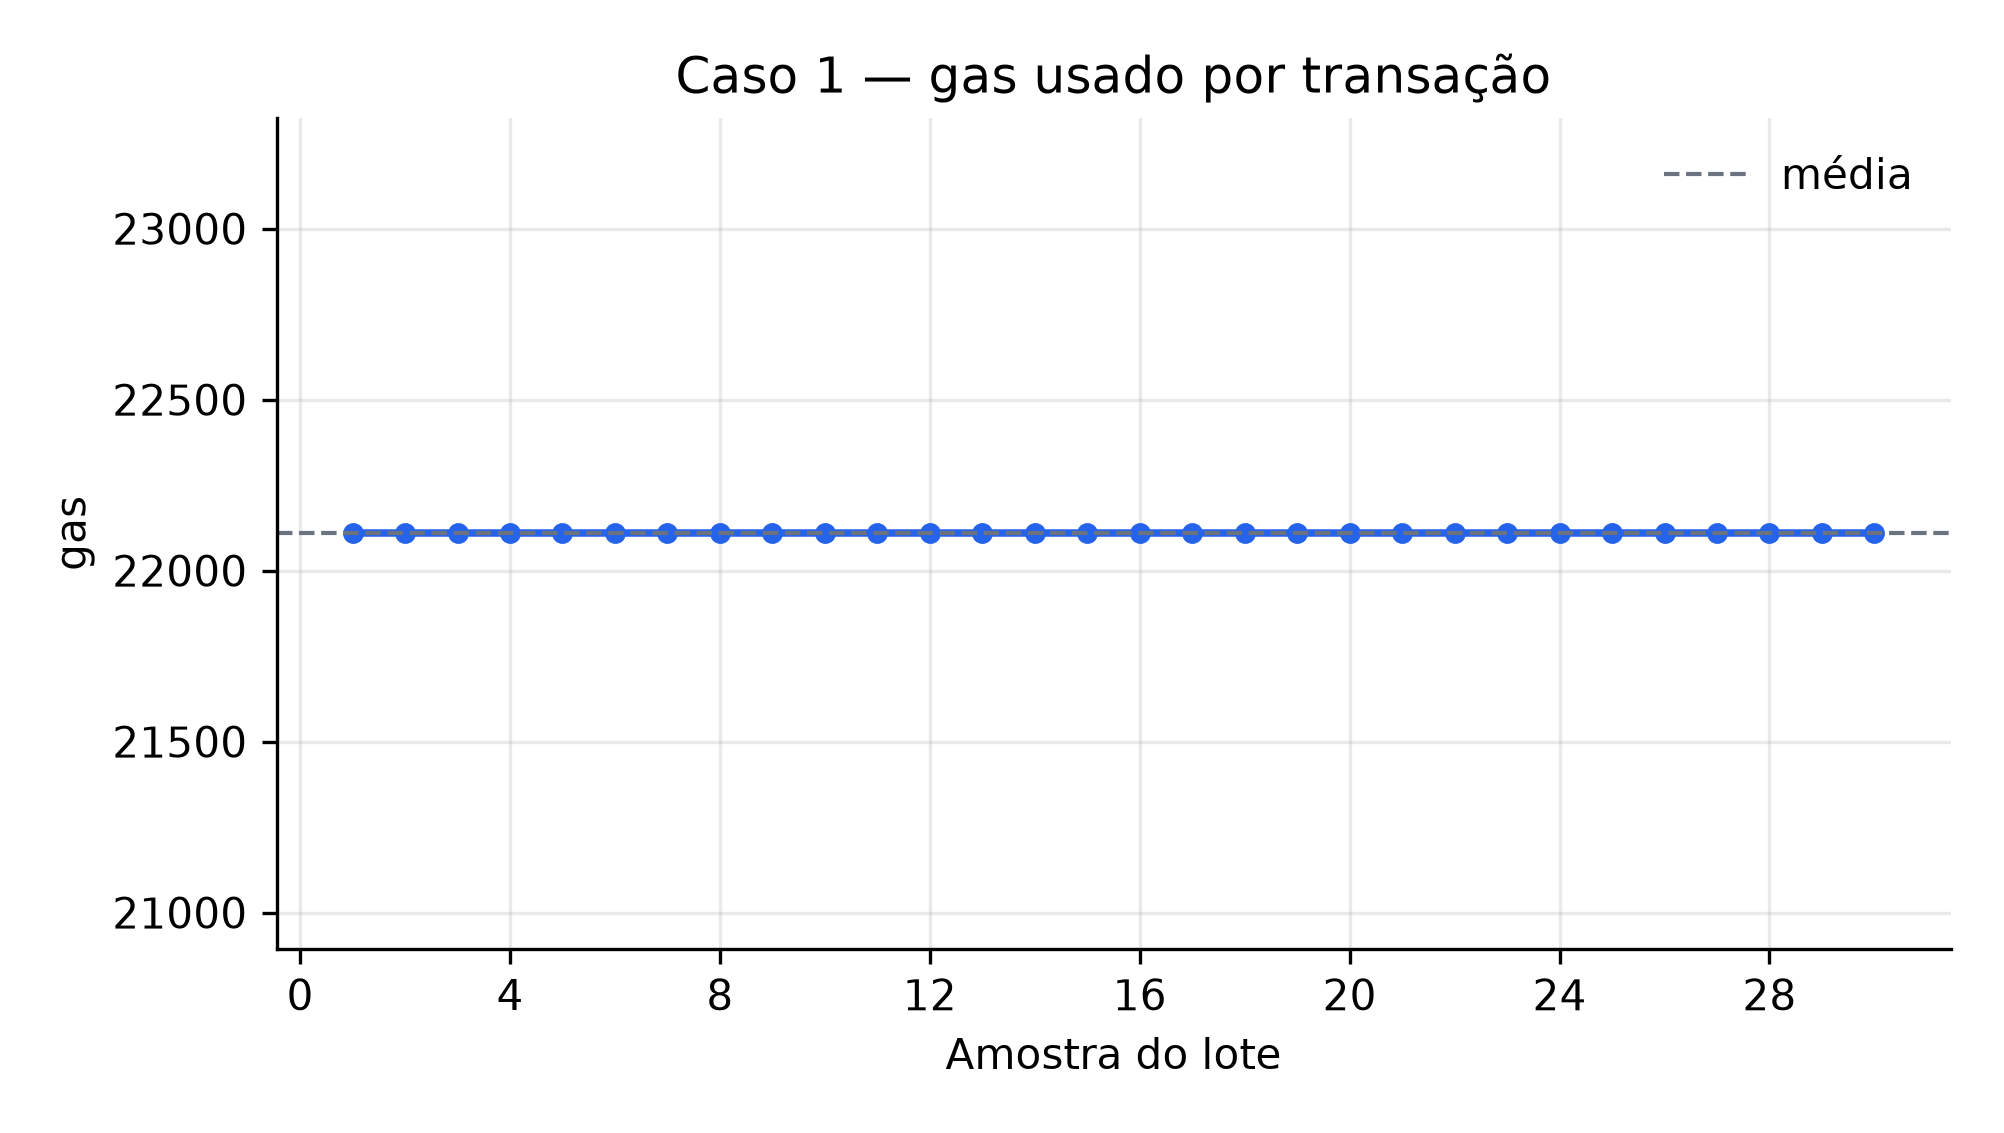 Caso 1 — gas usado por transação
média
23000
22500
22000
21500
21000
gas
0 4 8 12 16 20 24 28
Amostra do lote